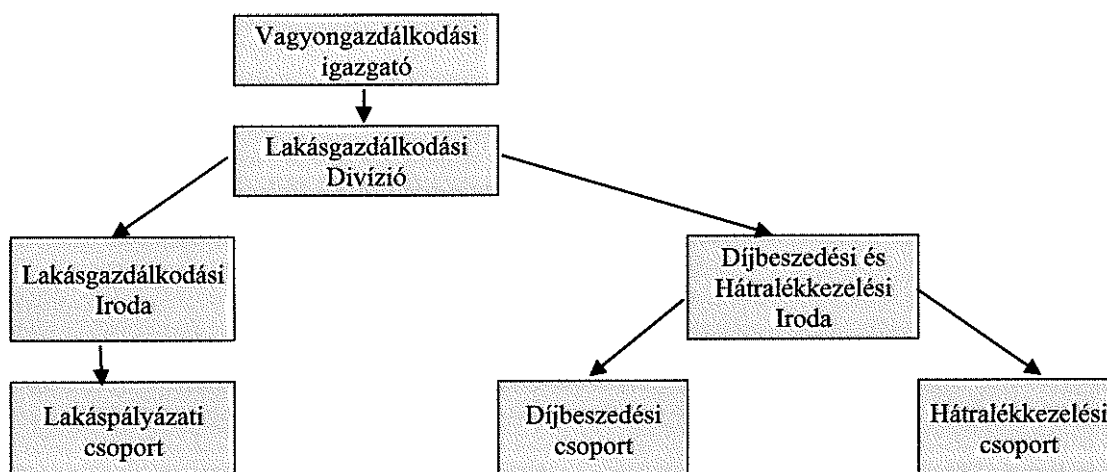 Vagyongazdálkodási
igazgató
Lakásgazdálkodási
Divízió
Lakásgazdálkodási
Iroda
Díjbeszedési és
Hátralékkezelési
Iroda
Lakáspályázati
csoport
Díjbeszedési
csoport
Hátralékkezelési
csoport